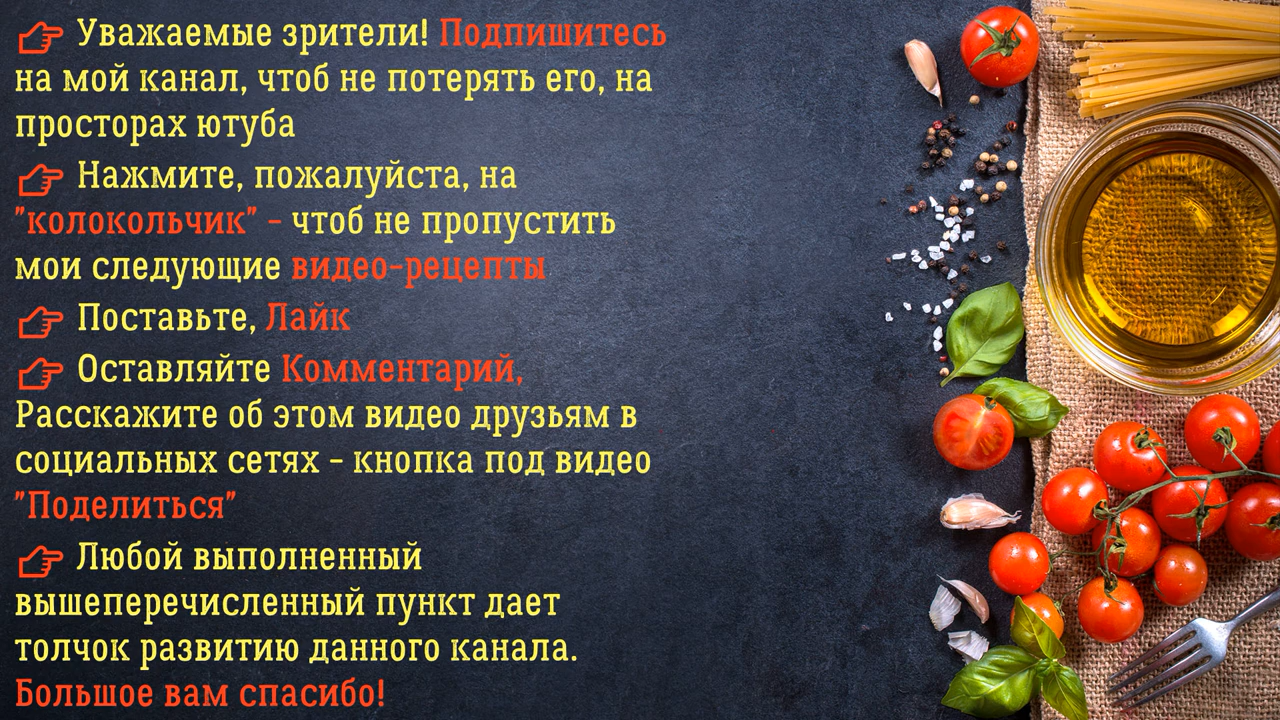 👉 Уважаемые зрители! Подпишитесь
на мой канал, чтоб не потерять его, на
просторах ютуба
👉 Нажмите, пожалуйста, на
"колокольчик" - чтоб не пропустить
мои следующие видео-рецепты
👉 Поставьте, Лайк
👉 Оставляйте Комментарий,
Расскажите об этом видео друзьям в
социальных сетях - кнопка под видео
"Поделиться"
👉 Любой выполненный
вышеперечисленный пункт дает
толчок развитию данного канала.
Большое вам спасибо!